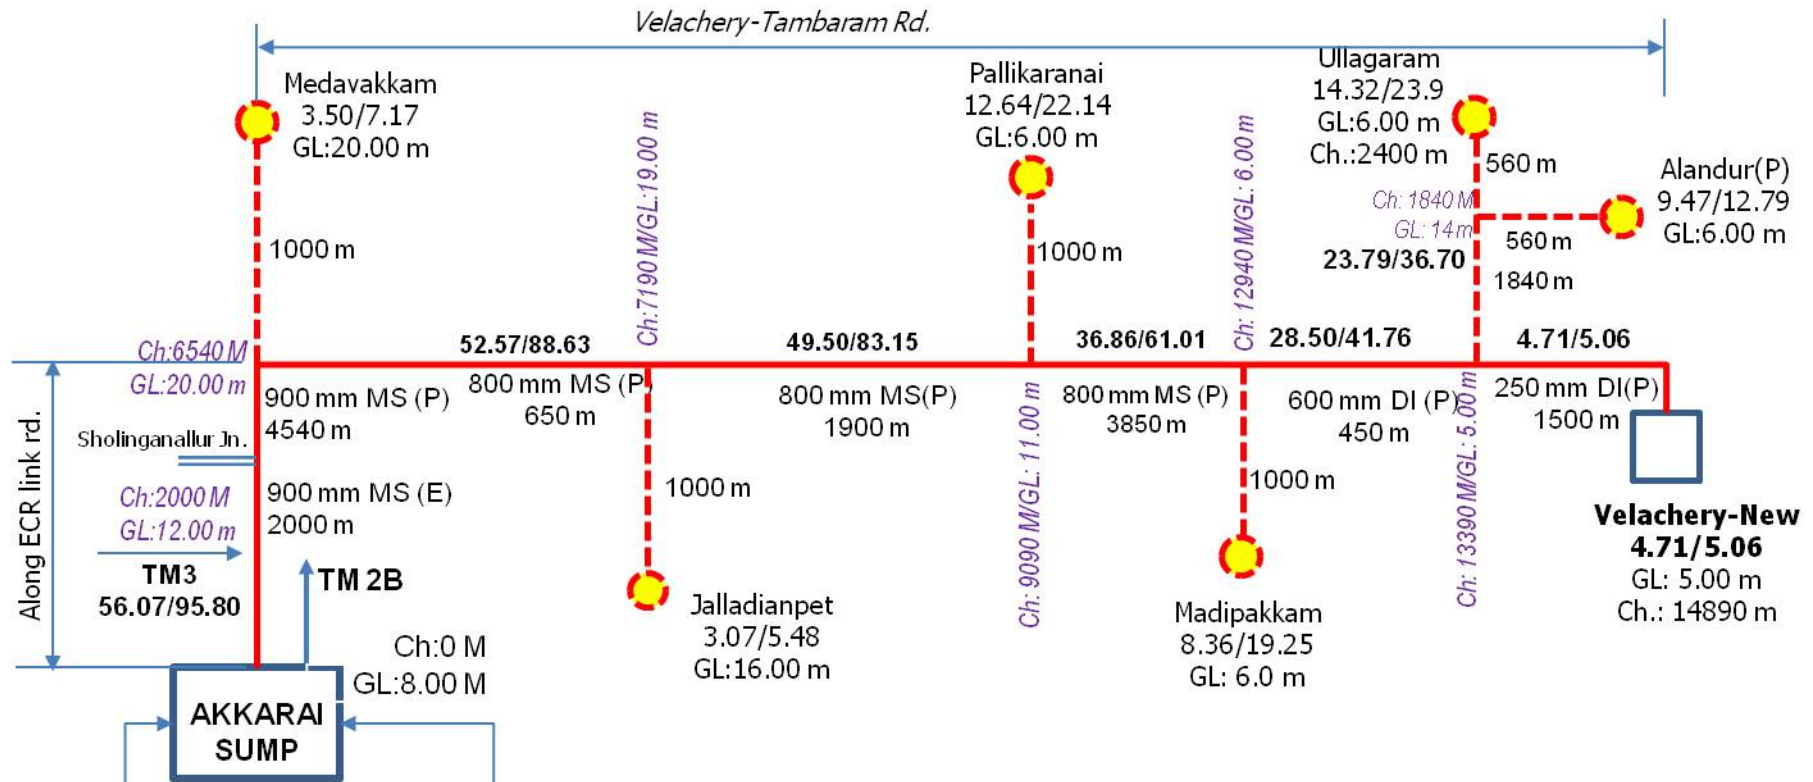 Velachery-Tambaram Rd.
Medavakkam
3.50/7.17
GL:20.00 m
Pallikaranai
12.64/22.14
GL:6.00 m
Ullagaram
14.32/23.9
GL:6.00 m
Ch.:2400 m
Alandur(P)
9.47/12.79
GL:6.00 m
Ch:7190 M/GL:19.00 m
Ch: 12940 M/GL: 6.00 m
560 m
Ch: 1840 M
GL: 14 m
560 m
23.79/36.70
1840 m
1000 m
1000 m
Ch:6540 M
GL:20.00 m
52.57/88.63
49.50/83.15
36.86/61.01
28.50/41.76
4.71/5.06
900 mm MS (P)
4540 m
800 mm MS (P)
650 m
800 mm MS(P)
1900 m
800 mm MS (P)
3850 m
600 mm DI (P)
450 m
250 mm DI(P)
1500 m
Ch: 9090 M/GL: 11.00 m
Ch: 13390 M/GL: 5.00 m
Along ECR link rd.
Sholinganallur Jn.
Ch:2000 M
GL:12.00 m
900 mm MS (E)
2000 m
1000 m
1000 m
TM3
56.07/95.80
TM 2B
Jalladianpet
3.07/5.48
GL:16.00 m
Madipakkam
8.36/19.25
GL: 6.0 m
Velachery-New
4.71/5.06
GL: 5.00 m
Ch.: 14890 m
Ch:0 M
GL:8.00 M
AKKARAI
SUMP